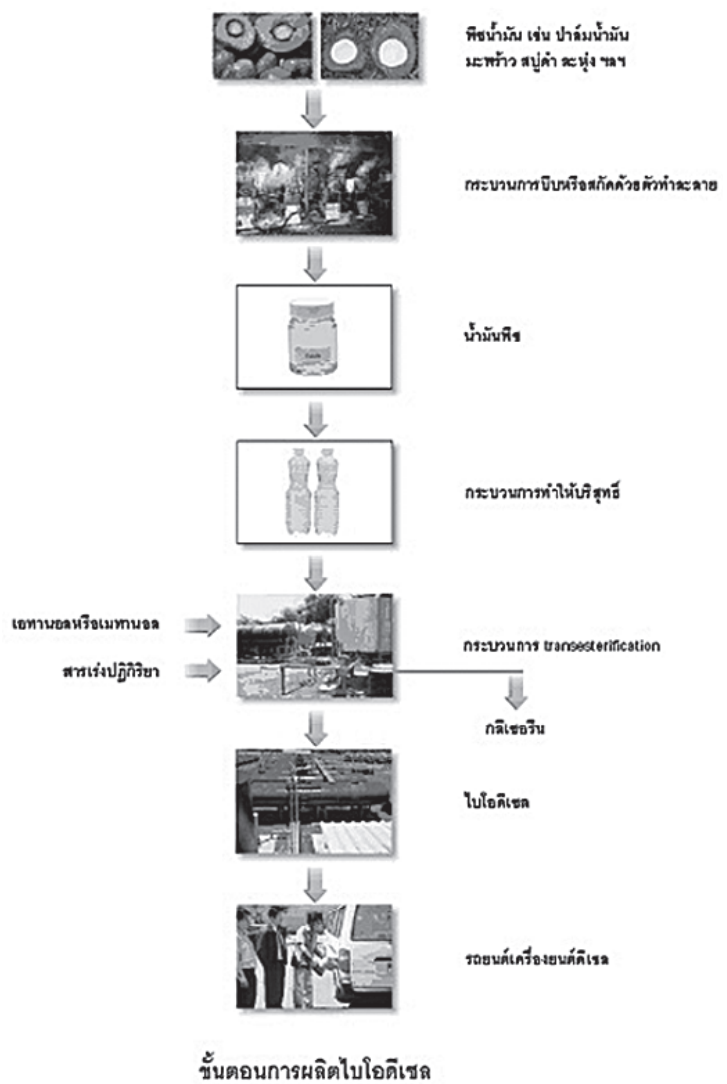 พืชน้ำมัน เช่น ปาล์มน้ำมัน
มะพร้าว สบู่ดำ ละหุ่ง ฯลฯ
กระบวนการบีบหรือสกัดด้วยตัวทำละลาย
น้ำมันพืช
กระบวนการทำให้บริสุทธิ์
เอทานอลหรือเมทานอล
สารเร่งปฏิกิริยา
กระบวนการ transesterification
กลีเซอรีน
ไบโอดีเซล
รถยนต์เครื่องยนต์ดีเซล
ขั้นตอนการผลิตไบโอดีเซล